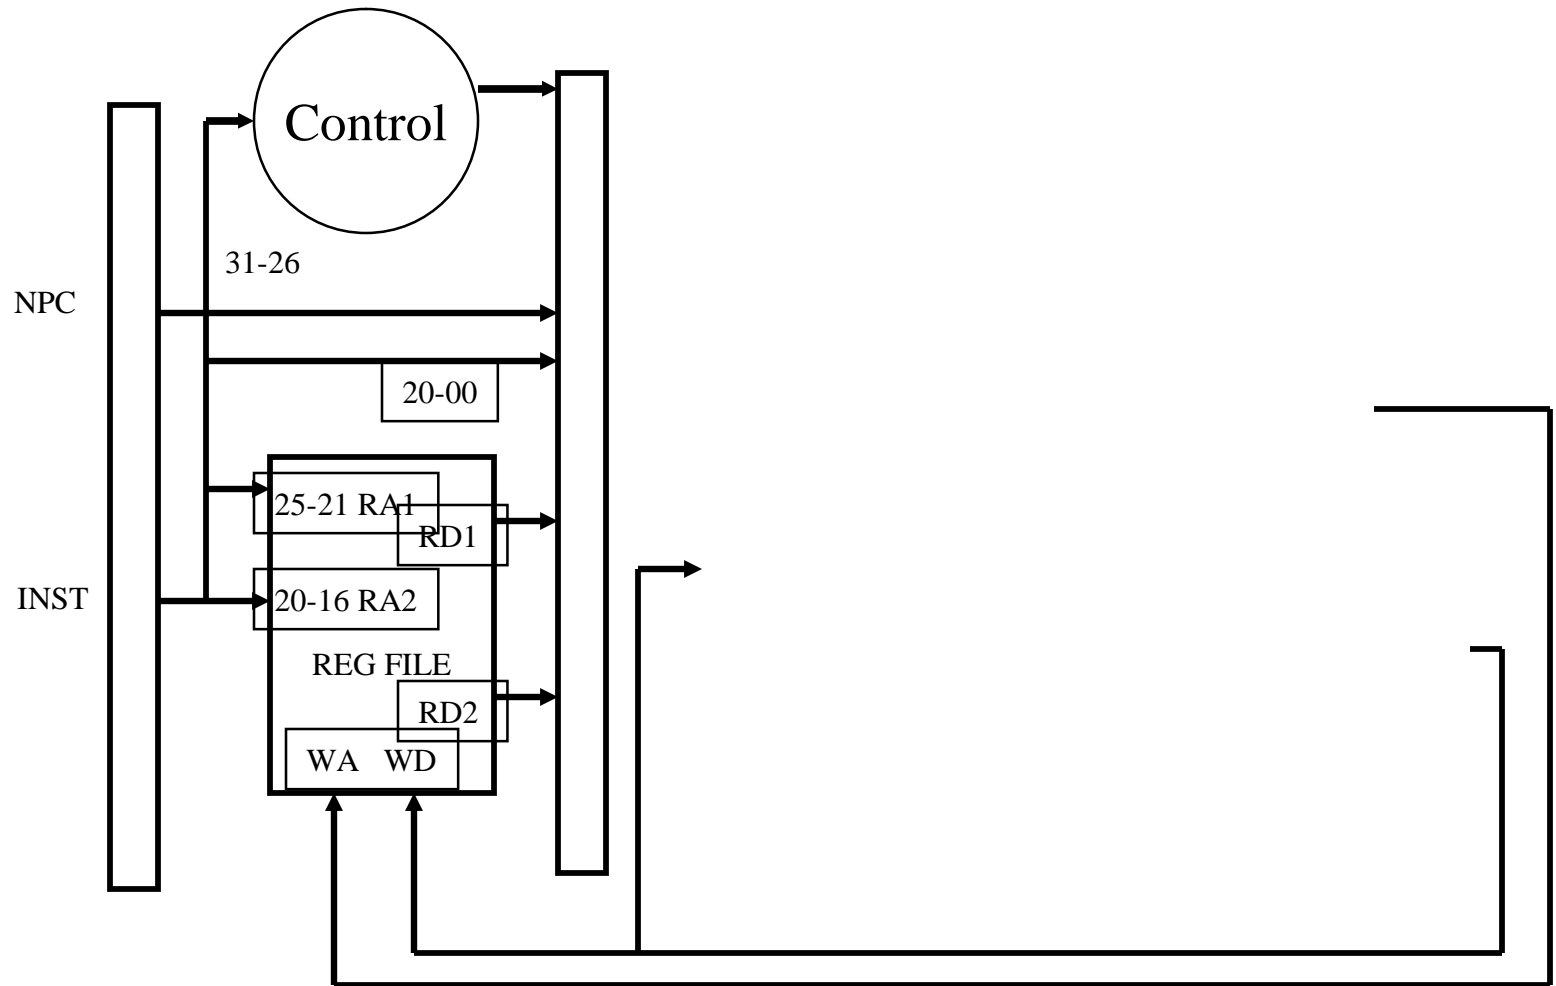 Control
31-26
NPC
20-00
25-21 RA1
RD1
INST
20-16 RA2
REG FILE
RD2
WA WD